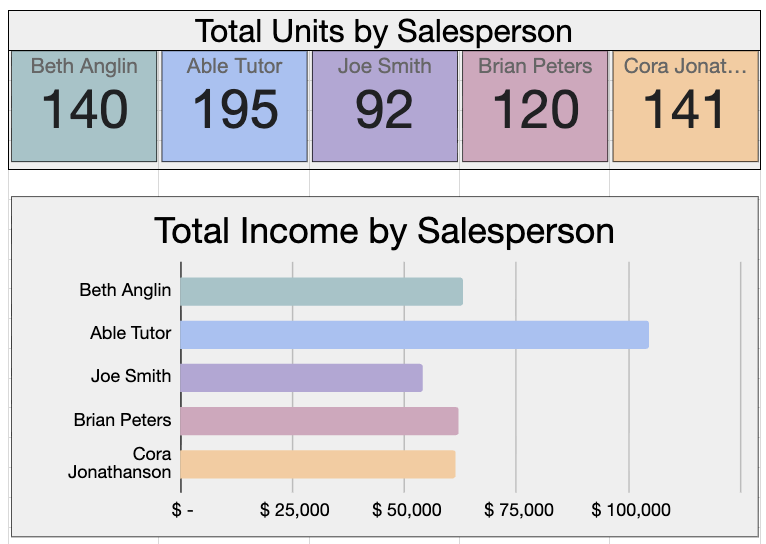 Total Units by Salesperson
Beth Anglin Able Tutor Joe Smith Brian Peters Cora Jonat...
140 195 92 120 141
Total Income by Salesperson
Beth Anglin
Able Tutor
Joe Smith
Brian Peters
Cora
Jonathanson
$ - $ 25,000 $ 50,000 $ 75,000 $ 100,000